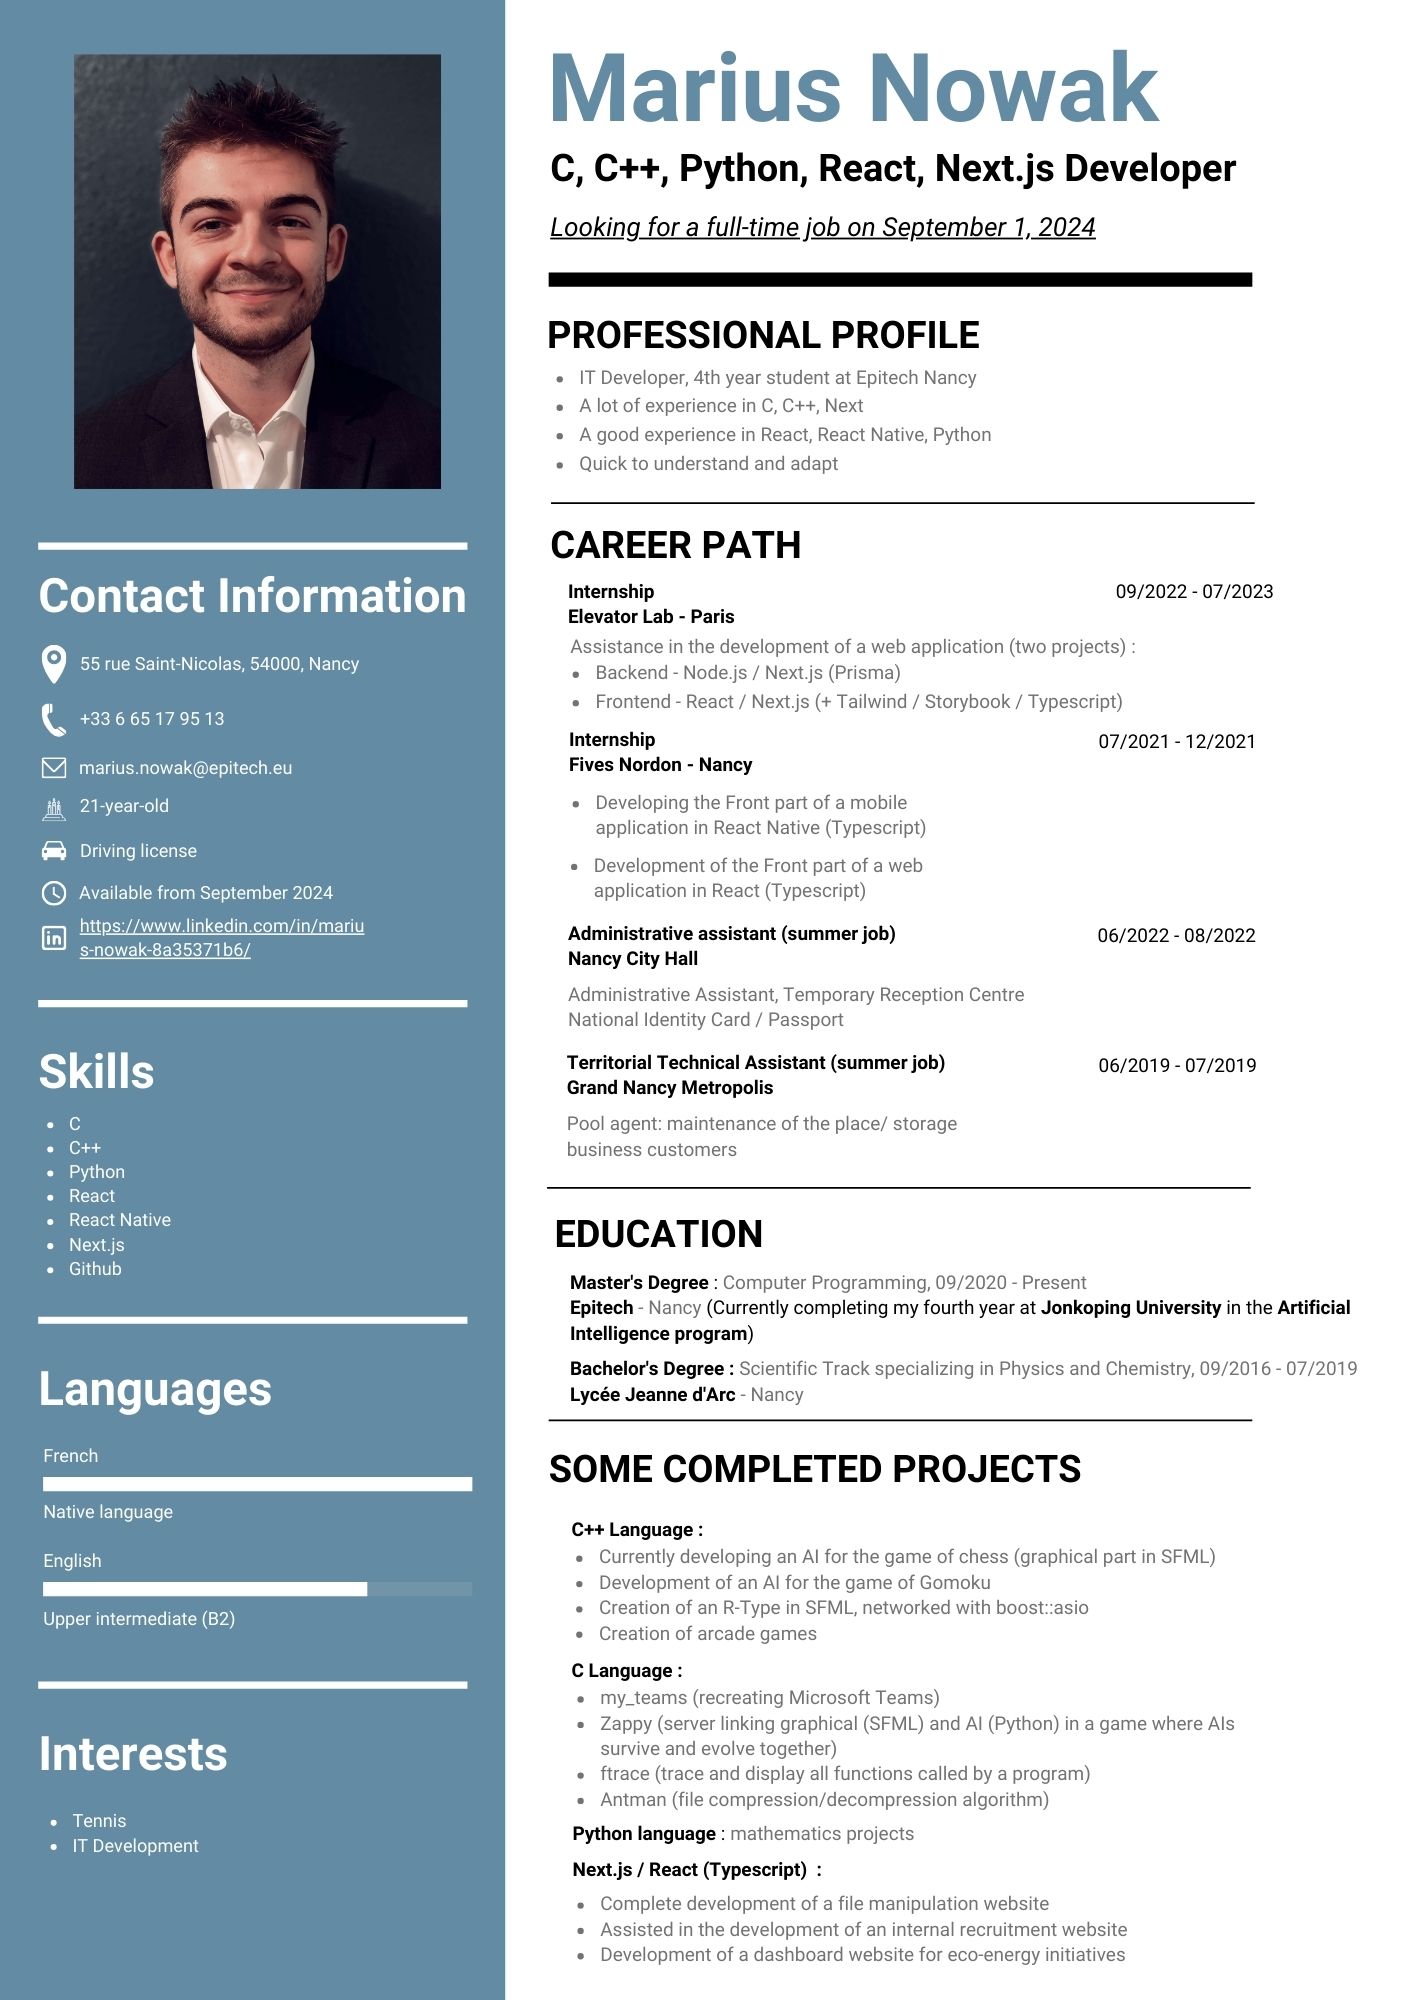 Marius Nowak
C, C++, Python, React, Next.js Developer
Looking for a full-time job on September 1, 2024
Contact Information
55 rue Saint-Nicolas, 54000, Nancy
+33 6 65 17 95 13
marius.nowak@epitech.eu
21-year-old
Driving license
Available from September 2024
https://www.linkedin.com/in/mariu
s-nowak-8a35371b6/
Skills
• C
• C++
• Python
• React
• React Native
• Next.js
• Github
Languages
French
Native language
English
Upper intermediate (B2)
Interests
• Tennis
• IT Development
PROFESSIONAL PROFILE
• IT Developer, 4th year student at Epitech Nancy
• A lot of experience in C, C++, Next
• A good experience in React, React Native, Python
• Quick to understand and adapt
CAREER PATH
Internship 09/2022 - 07/2023
Elevator Lab - Paris
Assistance in the development of a web application (two projects) :
• Backend - Node.js / Next.js (Prisma)
• Frontend - React / Next.js (+ Tailwind / Storybook / Typescript)
Internship 07/2021 - 12/2021
Fives Nordon - Nancy
• Developing the Front part of a mobile
application in React Native (Typescript)
• Development of the Front part of a web
application in React (Typescript)
Administrative assistant (summer job) 06/2022 - 08/2022
Nancy City Hall
Administrative Assistant, Temporary Reception Centre
National Identity Card / Passport
Territorial Technical Assistant (summer job) 06/2019 - 07/2019
Grand Nancy Metropolis
Pool agent: maintenance of the place/ storage
business customers
EDUCATION
Master's Degree : Computer Programming, 09/2020 - Present
Epitech - Nancy (Currently completing my fourth year at Jonkoping University in the Artificial
Intelligence program)
Bachelor's Degree : Scientific Track specializing in Physics and Chemistry, 09/2016 - 07/2019
Lycée Jeanne d'Arc - Nancy
SOME COMPLETED PROJECTS
C++ Language :
• Currently developing an AI for the game of chess (graphical part in SFML)
• Development of an AI for the game of Gomoku
• Creation of an R-Type in SFML, networked with boost::asio
• Creation of arcade games
C Language :
• my_teams (recreating Microsoft Teams)
• Zappy (server linking graphical (SFML) and AI (Python) in a game where AIs
survive and evolve together)
• ftrace (trace and display all functions called by a program)
• Antman (file compression/decompression algorithm)
Python language : mathematics projects
Next.js / React (Typescript) :
• Complete development of a file manipulation website
• Assisted in the development of an internal recruitment website
• Development of a dashboard website for eco-energy initiatives